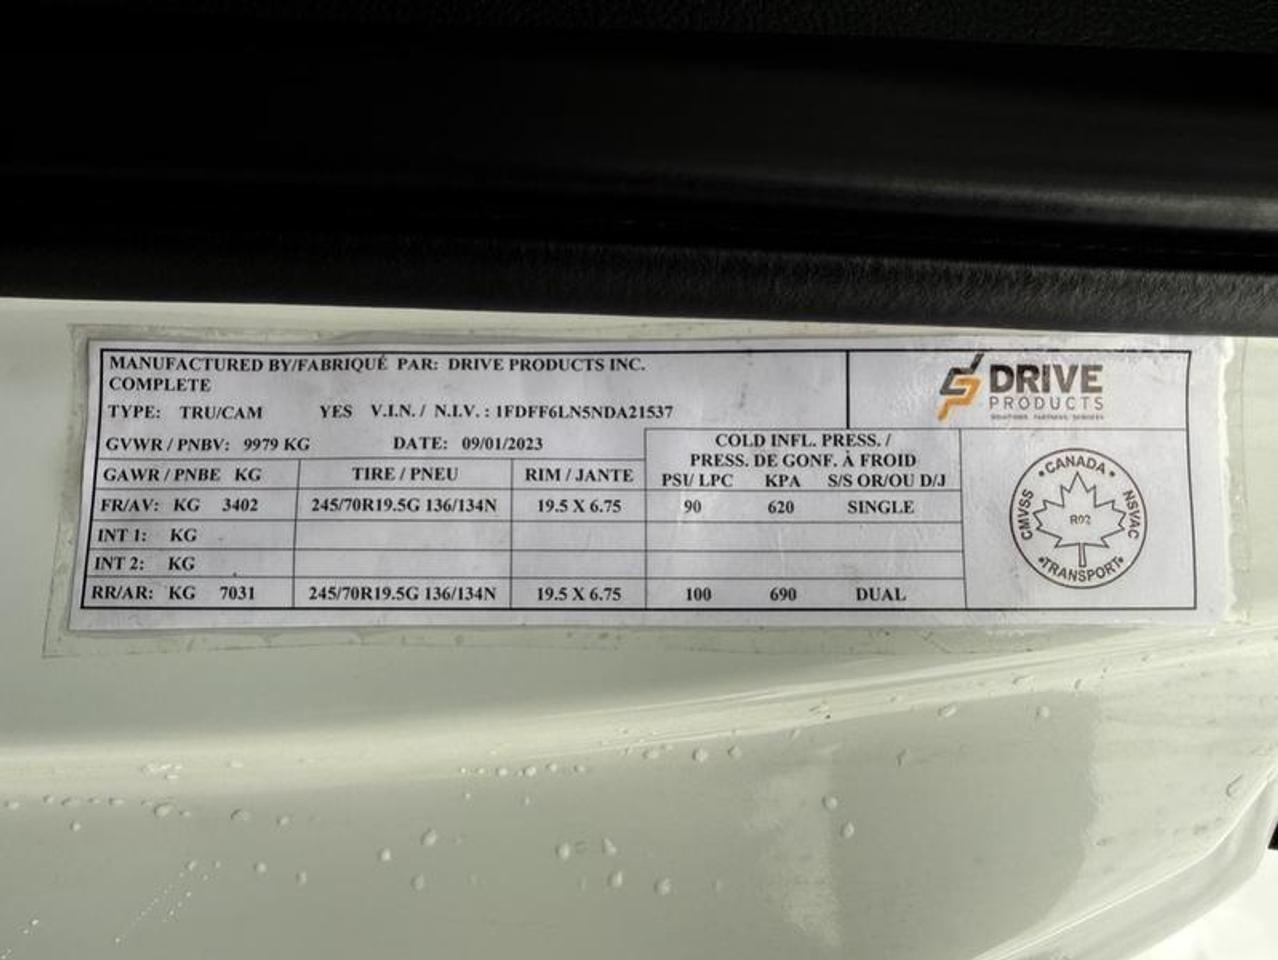 MANUFACTURED BY/FABRIQUÉ PAR: DRIVE PRODUCTS INC.
COMPLETE
TYPE: TRU/CAM YES V.I.N. / N.I.V. : 1FDFF6LN5NDA21537
GVWR / PNBV: 9979 KG DATE: 09/01/2023
DRIVE
PRODUCTS
SOLUTIONS. PARTNERS. SERVICES
COLD INFL. PRESS. /
PRESS. DE GONF. À FROID
GAWR / PNBE KG TIRE / PNEU RIM / JANTE PSI/ LPC KPA S/S OR/OU D/J
FR/AV: KG 3402 245/70R19.5G 136/134N 19.5 X 6.75 90 620 SINGLE
INT 1: KG
INT 2: KG
RR/AR: KG 7031 245/70R19.5G 136/134N 19.5 X 6.75 100 690 DUAL
CANADA
CMVSS
NSVAC
R02
TRANSPORT